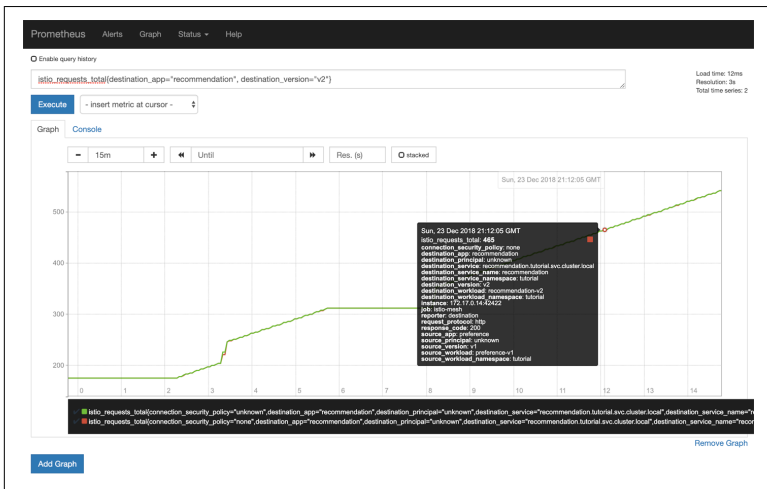 Prometheus Alerts Graph Status Help
Enable query history
istio_requests_total{destination_app="recommendation", destination_version="v2"}
Load time: 12ms
Resolution: 3s
Total time series: 2
Execute - insert metric at cursor -
Graph Console
- 15m + Until Res. (s) stacked
Sun, 23 Dec 2018 21:12:05 GMT
500
400
300
200
Sun, 23 Dec 2018 21:12:05 GMT
istio_requests_total: 465
connection_security_policy: none
destination_app: recommendation
destination_principal: unknown
destination_service: recommendation.tutorial.svc.cluster.local
destination_service_name: recommendation
destination_service_namespace: tutorial
destination_version: v2
destination_workload: recommendation-v2
destination_workload_namespace: tutorial
instance: 172.17.0.14:42422
job: istio-mesh
reporter: destination
request_protocol: http
response_code: 200
source_app: preference
source_principal: unknown
source_version: v1
source_workload: preference-v1
source_workload_namespace: tutorial
0 1 2 3 4 5 6 7 8 9 10 11 12 13 14
istio_requests_total{connection_security_policy="unknown",destination_app="recommendation",destination_principal="unknown",destination_service="recommendation.tutorial.svc.cluster.local",destination_service_name="r
istio_requests_total{connection_security_policy="none",destination_app="recommendation",destination_principal="unknown",destination_service="recommendation.tutorial.svc.cluster.local",destination_service_name="recor
Remove Graph
Add Graph